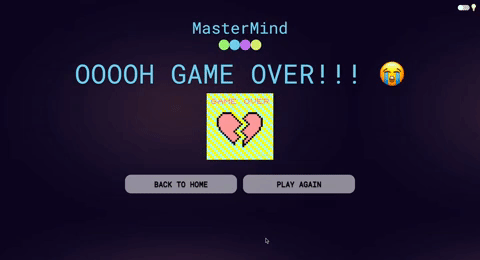 MasterMind
OOOOH GAME OVER!!! 😭
GAME OVER
BACK TO HOME
PLAY AGAIN